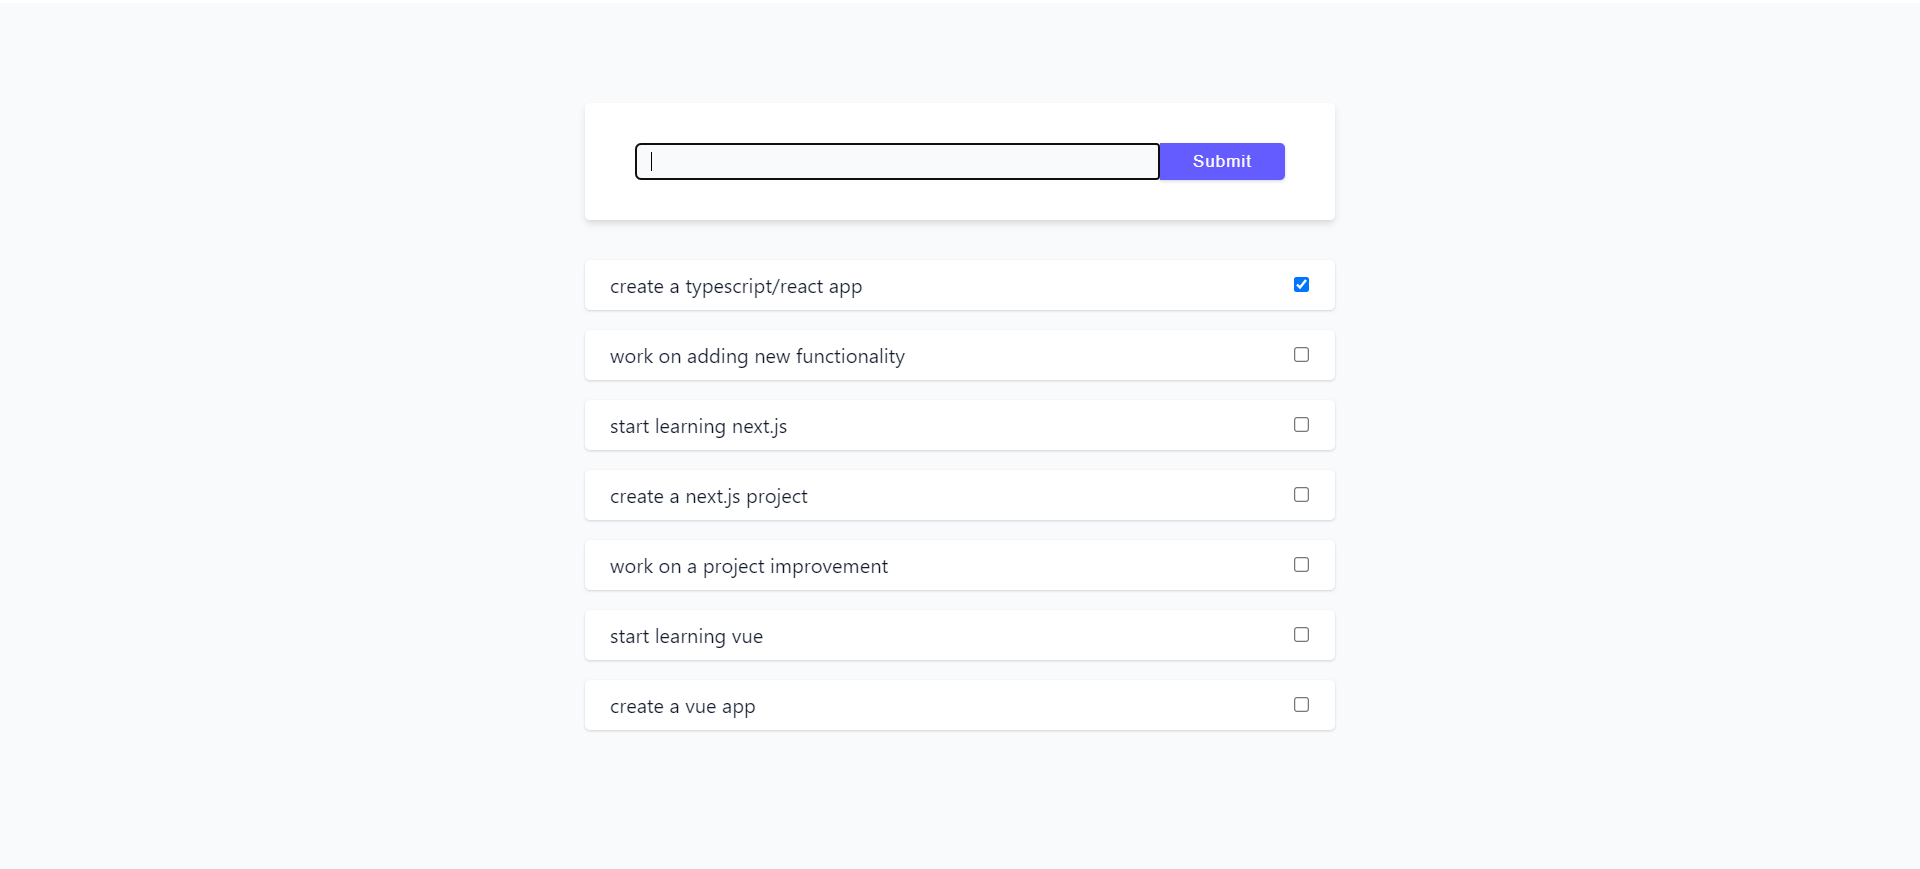 Submit
create a typescript/react app
work on adding new functionality
start learning next.js
create a next.js project
work on a project improvement
start learning vue
create a vue app